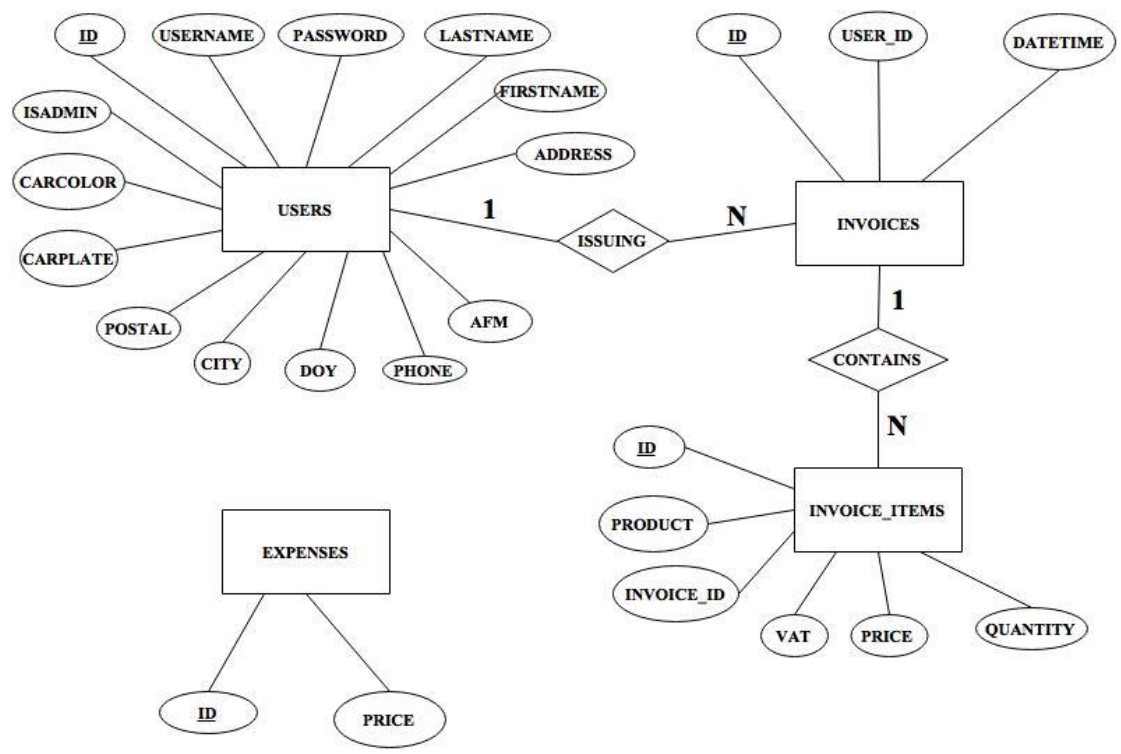 ID
USERNAME
PASSWORD
LASTNAME
ID
USER_ID
DATETIME
FIRSTNAME
ISADMIN
ADDRESS
CARCOLOR
USERS
1
ISSUING
N
INVOICES
CARPLATE
1
POSTAL
AFM
CITY
DOY
PHONE
CONTAINS
N
ID
PRODUCT
INVOICE_ITEMS
EXPENSES
INVOICE_ID
VAT
PRICE
QUANTITY
ID
PRICE